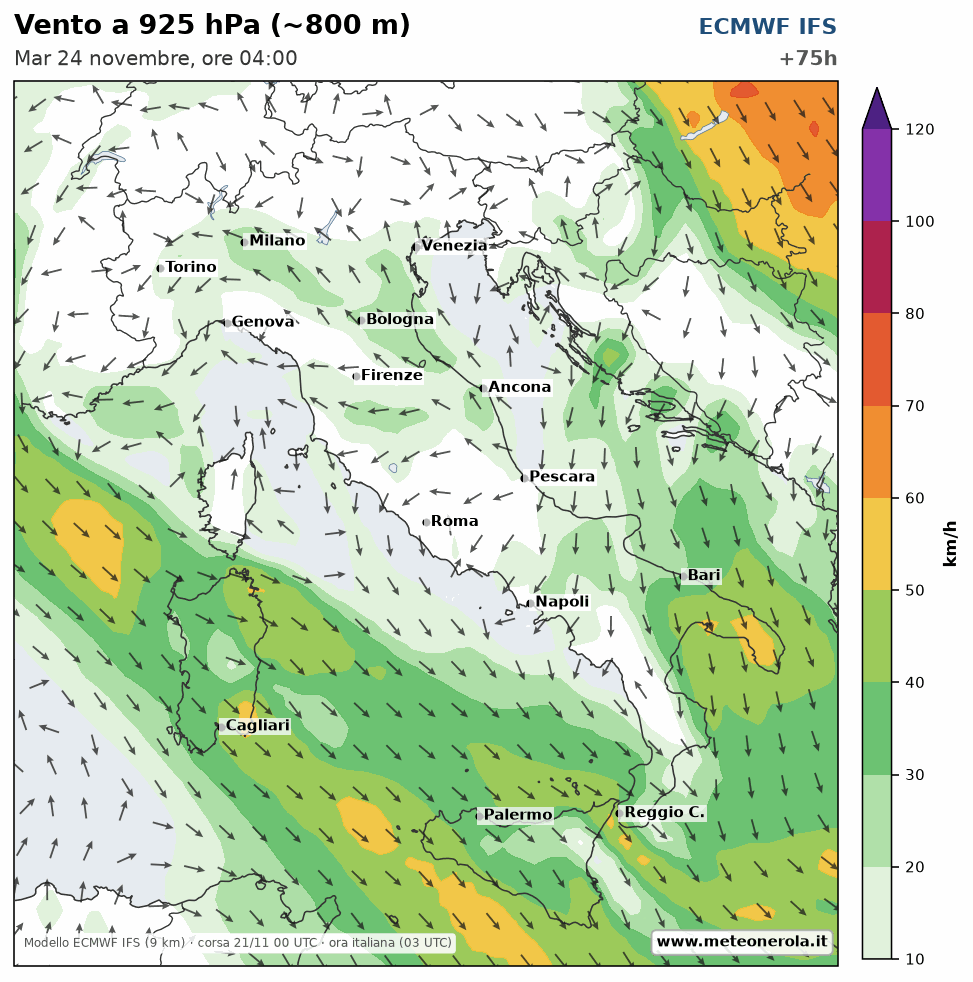 Vento a 925 hPa (~800 m)
ECMWF IFS
Mar 24 novembre, ore 04:00
+75h
120
100
80
70
60
50
40
30
20
10
km/h
Milano
Venezia
Torino
Genova
Bologna
Firenze
Ancona
Pescara
Roma
Bari
Napoli
Cagliari
Palermo
Reggio C.
Modello ECMWF IFS (9 km) · corsa 21/11 00 UTC · ora italiana (03 UTC)
www.meteonerola.it